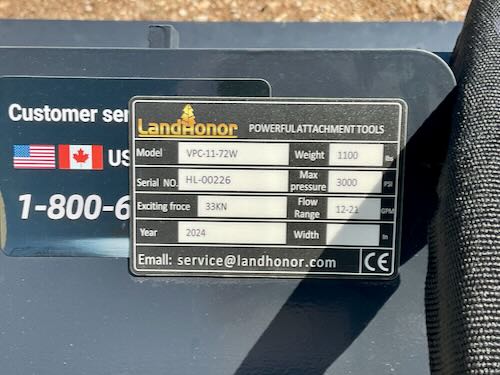 Customer ser
US
1-800-6
LandHonor POWERFUL ATTACHMENT TOOLS
Model VPC-11-72W Weight 1100 lbs
Serial NO. HL-00226 Max pressure 3000 PSI
Exciting froce 33KN Flow Range 12-21 GPM
Year 2024 Width In
Email: service@landhonor.com CE